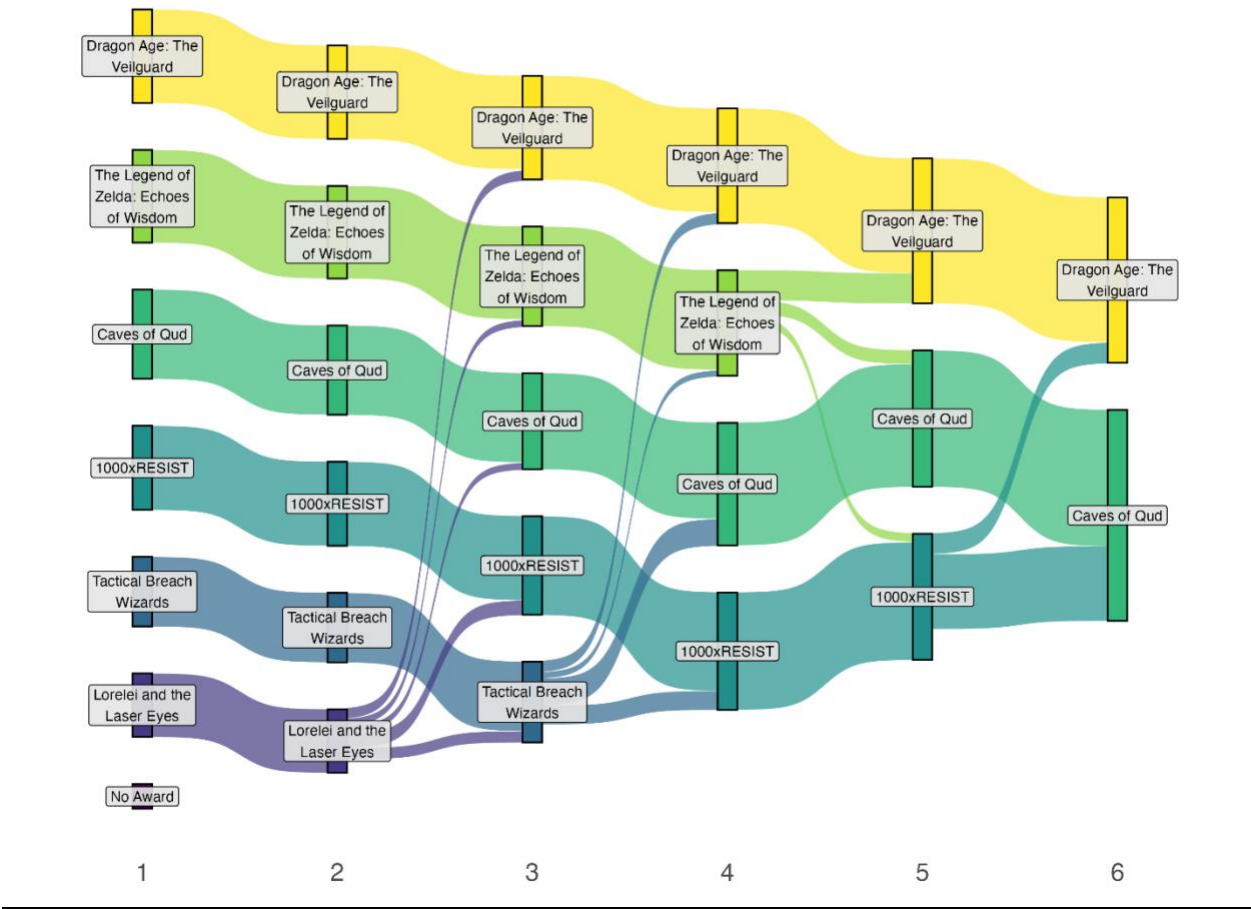 Dragon Age: The
Veilguard
The Legend of
Zelda: Echoes
of Wisdom
Caves of Qud
1000xRESIST
Tactical Breach
Wizards
Lorelei and the
Laser Eyes
No Award
Dragon Age: The
Veilguard
The Legend of
Zelda: Echoes
of Wisdom
Caves of Qud
1000xRESIST
Tactical Breach
Wizards
Lorelei and the
Laser Eyes
Dragon Age: The
Veilguard
The Legend of
Zelda: Echoes
of Wisdom
Caves of Qud
1000xRESIST
Tactical Breach
Wizards
Dragon Age: The
Veilguard
The Legend of
Zelda: Echoes
of Wisdom
Caves of Qud
1000xRESIST
Dragon Age: The
Veilguard
Caves of Qud
1000xRESIST
Dragon Age: The
Veilguard
Caves of Qud
1 2 3 4 5 6